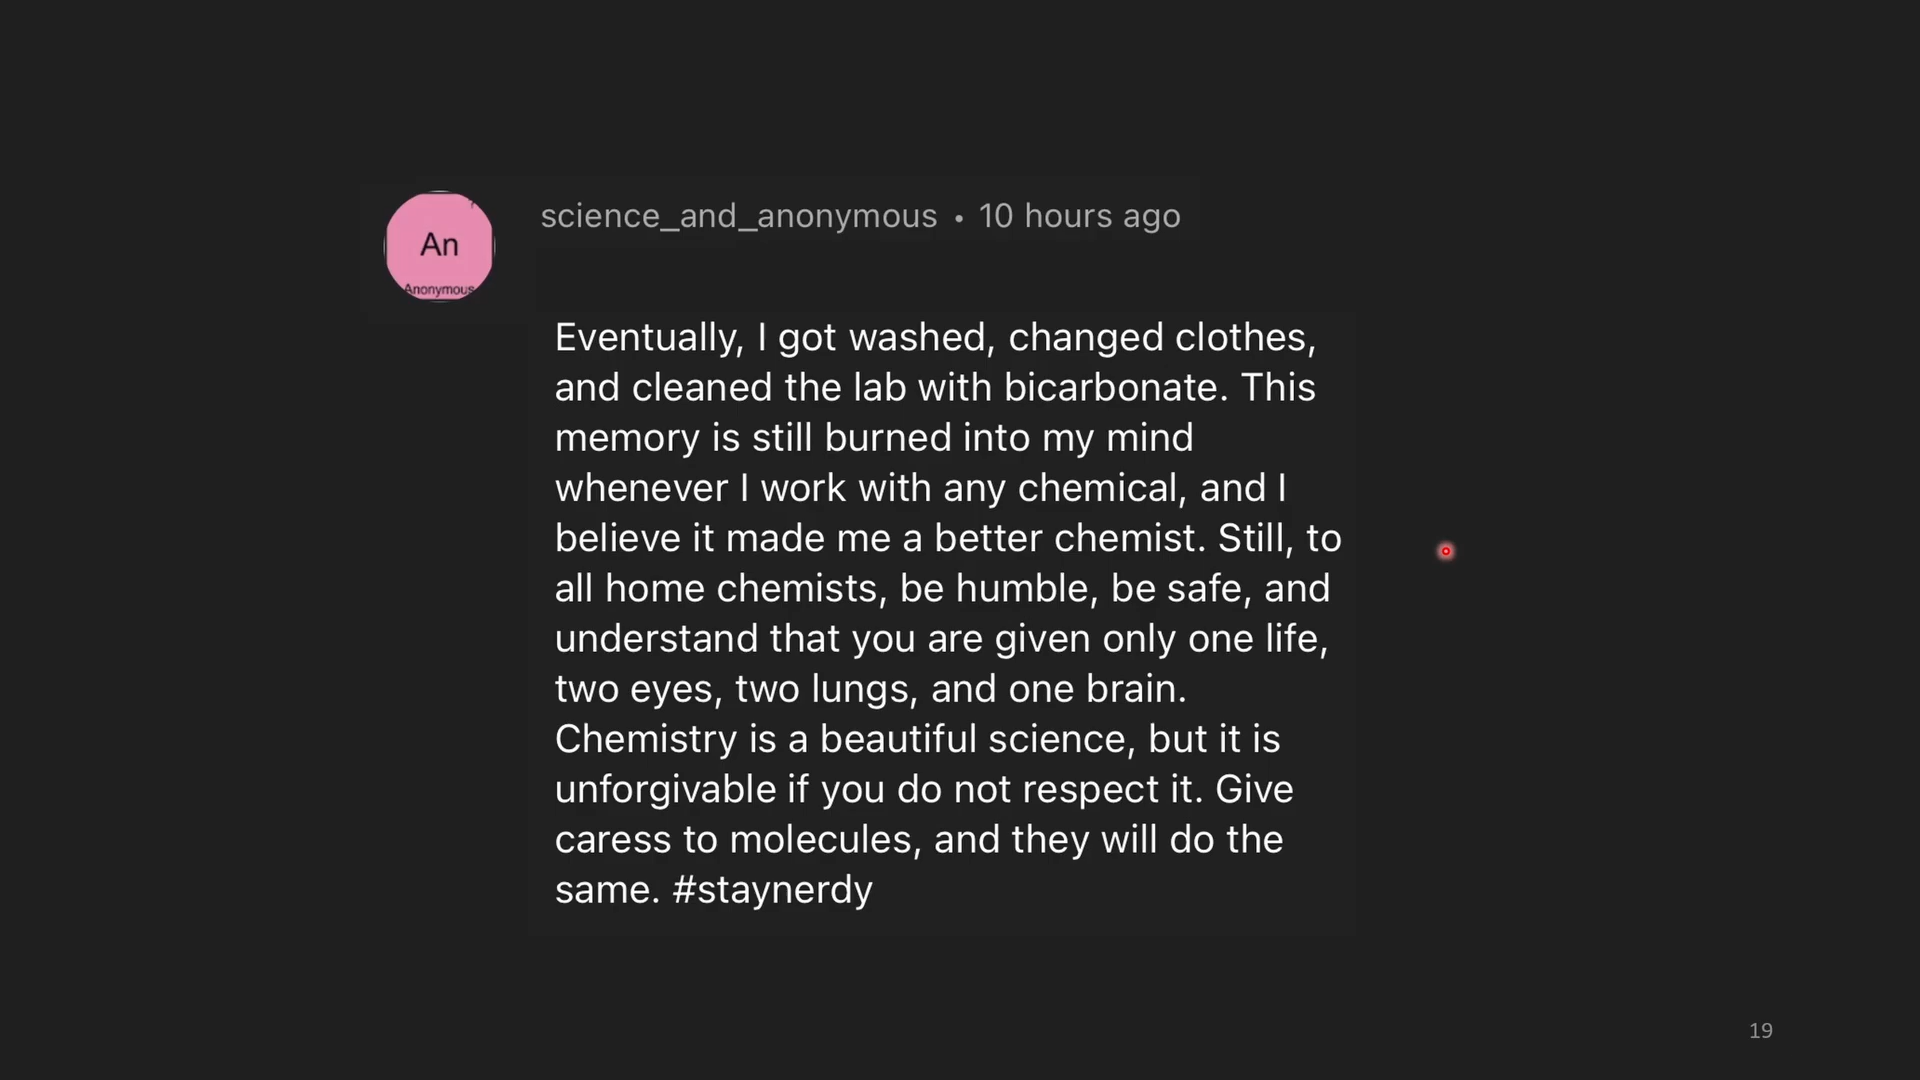 An
Anonymous
science_and_anonymous • 10 hours ago
Eventually, I got washed, changed clothes,
and cleaned the lab with bicarbonate. This
memory is still burned into my mind
whenever I work with any chemical, and I
believe it made me a better chemist. Still, to
all home chemists, be humble, be safe, and
understand that you are given only one life,
two eyes, two lungs, and one brain.
Chemistry is a beautiful science, but it is
unforgivable if you do not respect it. Give
caress to molecules, and they will do the
same. #staynerdy
19